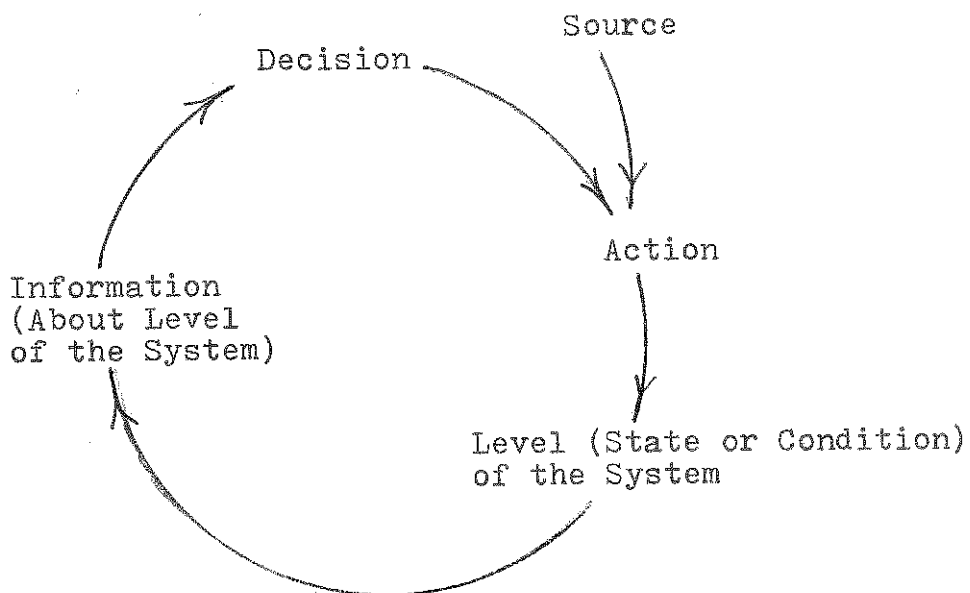 Source
Decision
Action
Information
(About Level
of the System)
Level (State or Condition)
of the System